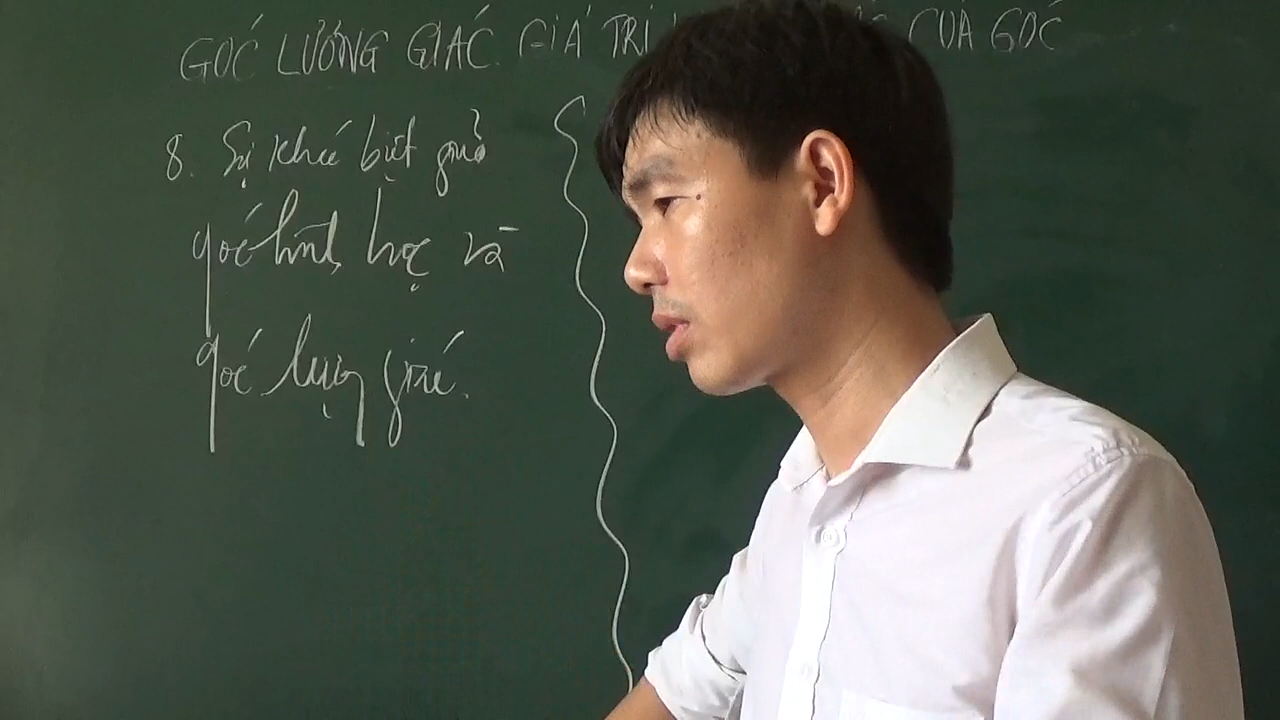 GÓC LƯỢNG GIÁC. GIÁ TRỊ CỦA GÓC
8. Sự khác biệt giữa
góc hình học và
góc lượng giác.